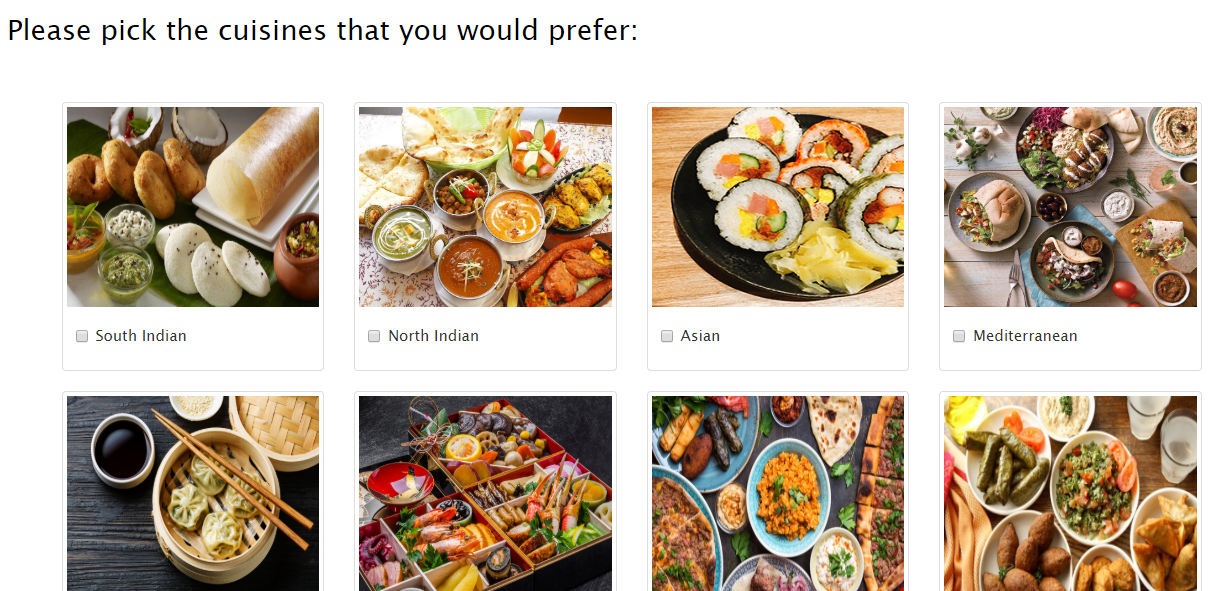 Please pick the cuisines that you would prefer:
South Indian
North Indian
Asian
Mediterranean